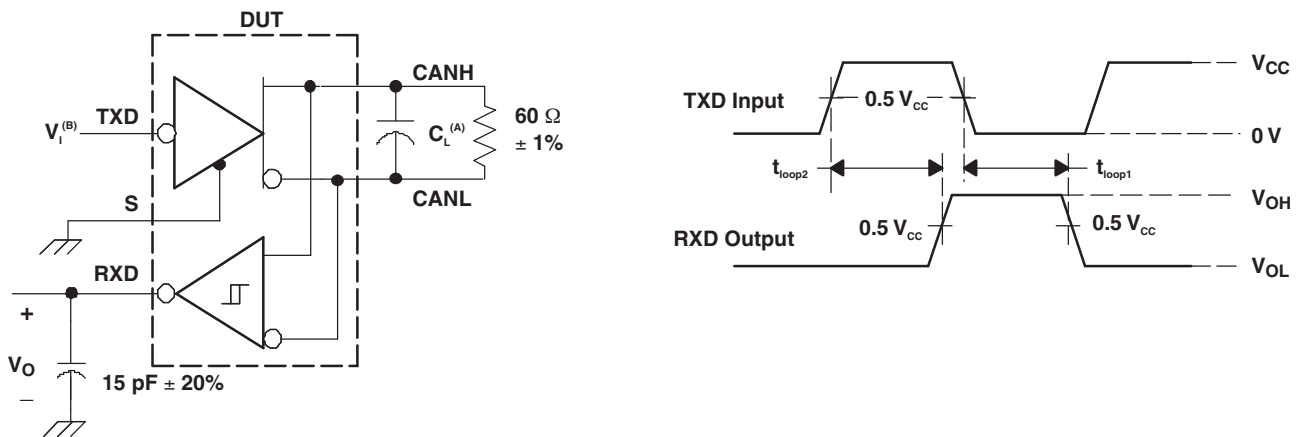 DUT
CANH
TXD
V_I^(B)
C_L^(A)
60 Ω
± 1%
S
CANL
RXD
+
V_O
–
15 pF ± 20%
V_CC
TXD Input
0.5 V_CC
0 V
t_loop2
t_loop1
V_OH
0.5 V_CC
0.5 V_CC
RXD Output
V_OL